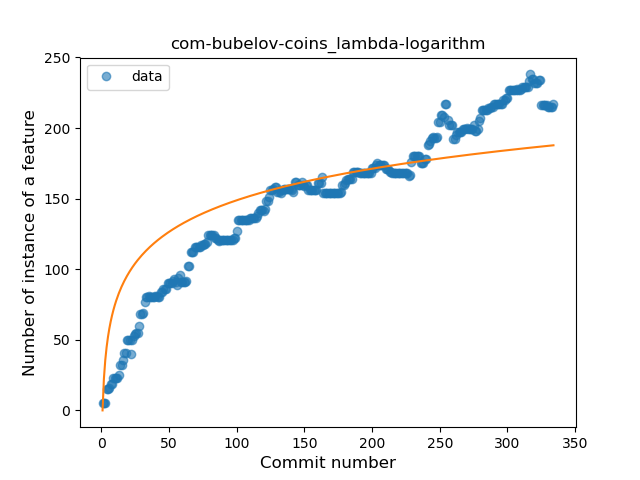 com-bubelov-coins_lambda-logarithm
data
Number of instance of a feature
250
200
150
100
50
0
0 50 100 150 200 250 300 350
Commit number